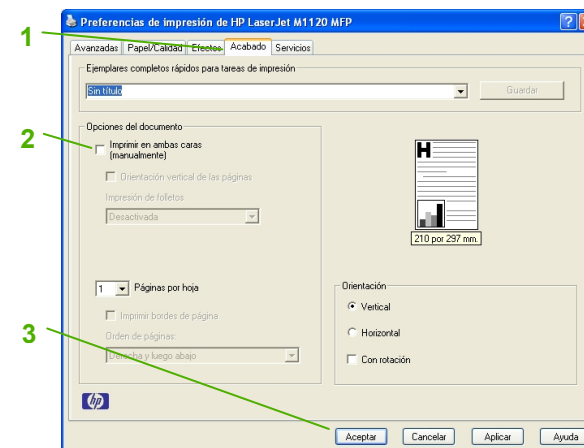 Preferencias de impresión de HP LaserJet M1120 MFP
1
Avanzadas Papel/Calidad Efectos Acabado Servicios
Ejemplares completos rápidos para tareas de impresión
Sin título
Guardar
Opciones del documento
2
Imprimir en ambas caras
(manualmente)
Orientación vertical de las páginas
Impresión de folletos
Desactivada
H
210 por 297 mm.
1 Páginas por hoja
Imprimir bordes de página
Orden de páginas:
Derecha y luego abajo
Orientación
Vertical
Horizontal
Con rotación
3
hp
Aceptar Cancelar Aplicar Ayuda